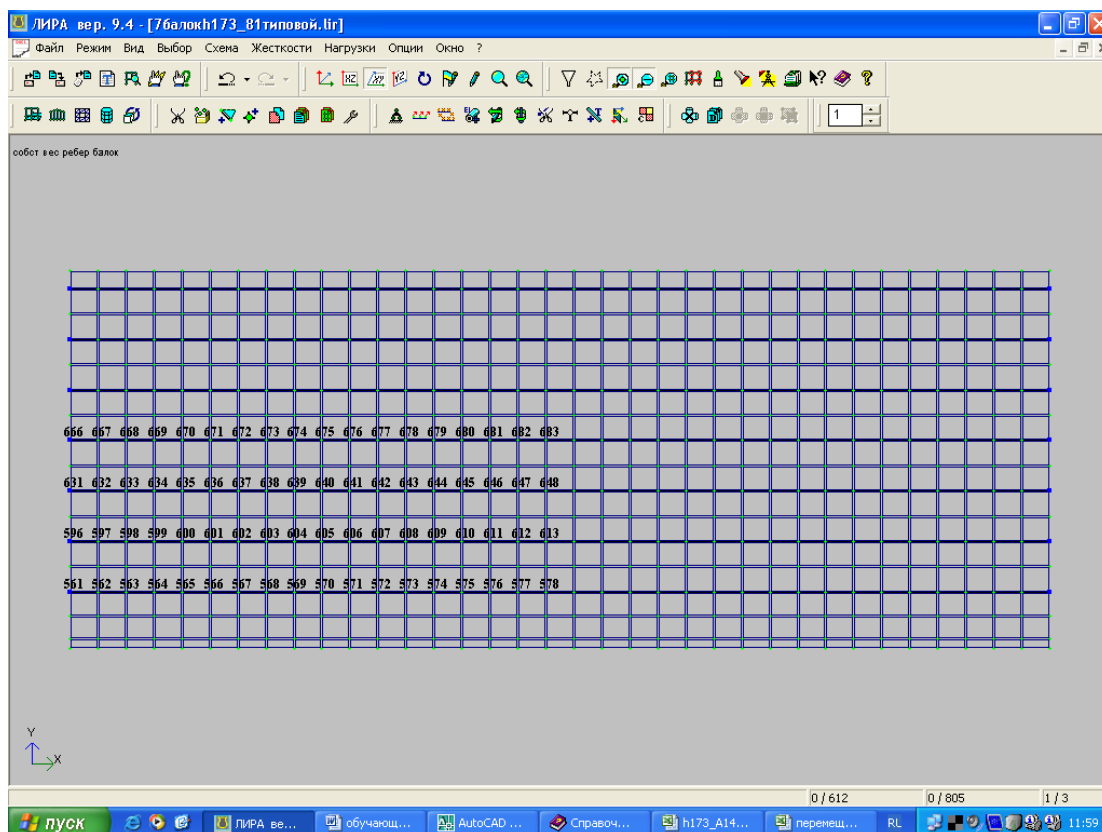 ЛИРА вер. 9.4 - [7балокh173_81типовой.lir]
Файл Режим Вид Выбор Схема Жесткости Нагрузки Опции Окно ?
1
собст вес ребер балок
666 667 668 669 670 671 672 673 674 675 676 677 678 679 680 681 682 683
631 632 633 634 635 636 637 638 639 640 641 642 643 644 645 646 647 648
596 597 598 599 600 601 602 603 604 605 606 607 608 609 610 611 612 613
561 562 563 564 565 566 567 568 569 570 571 572 573 574 575 576 577 578
Y
X
0 / 612 0 / 805 1 / 3
пуск ЛИРА ве... обучающ... AutoCAD ... Справоч... h173_A14... перемещ... RL 11:59